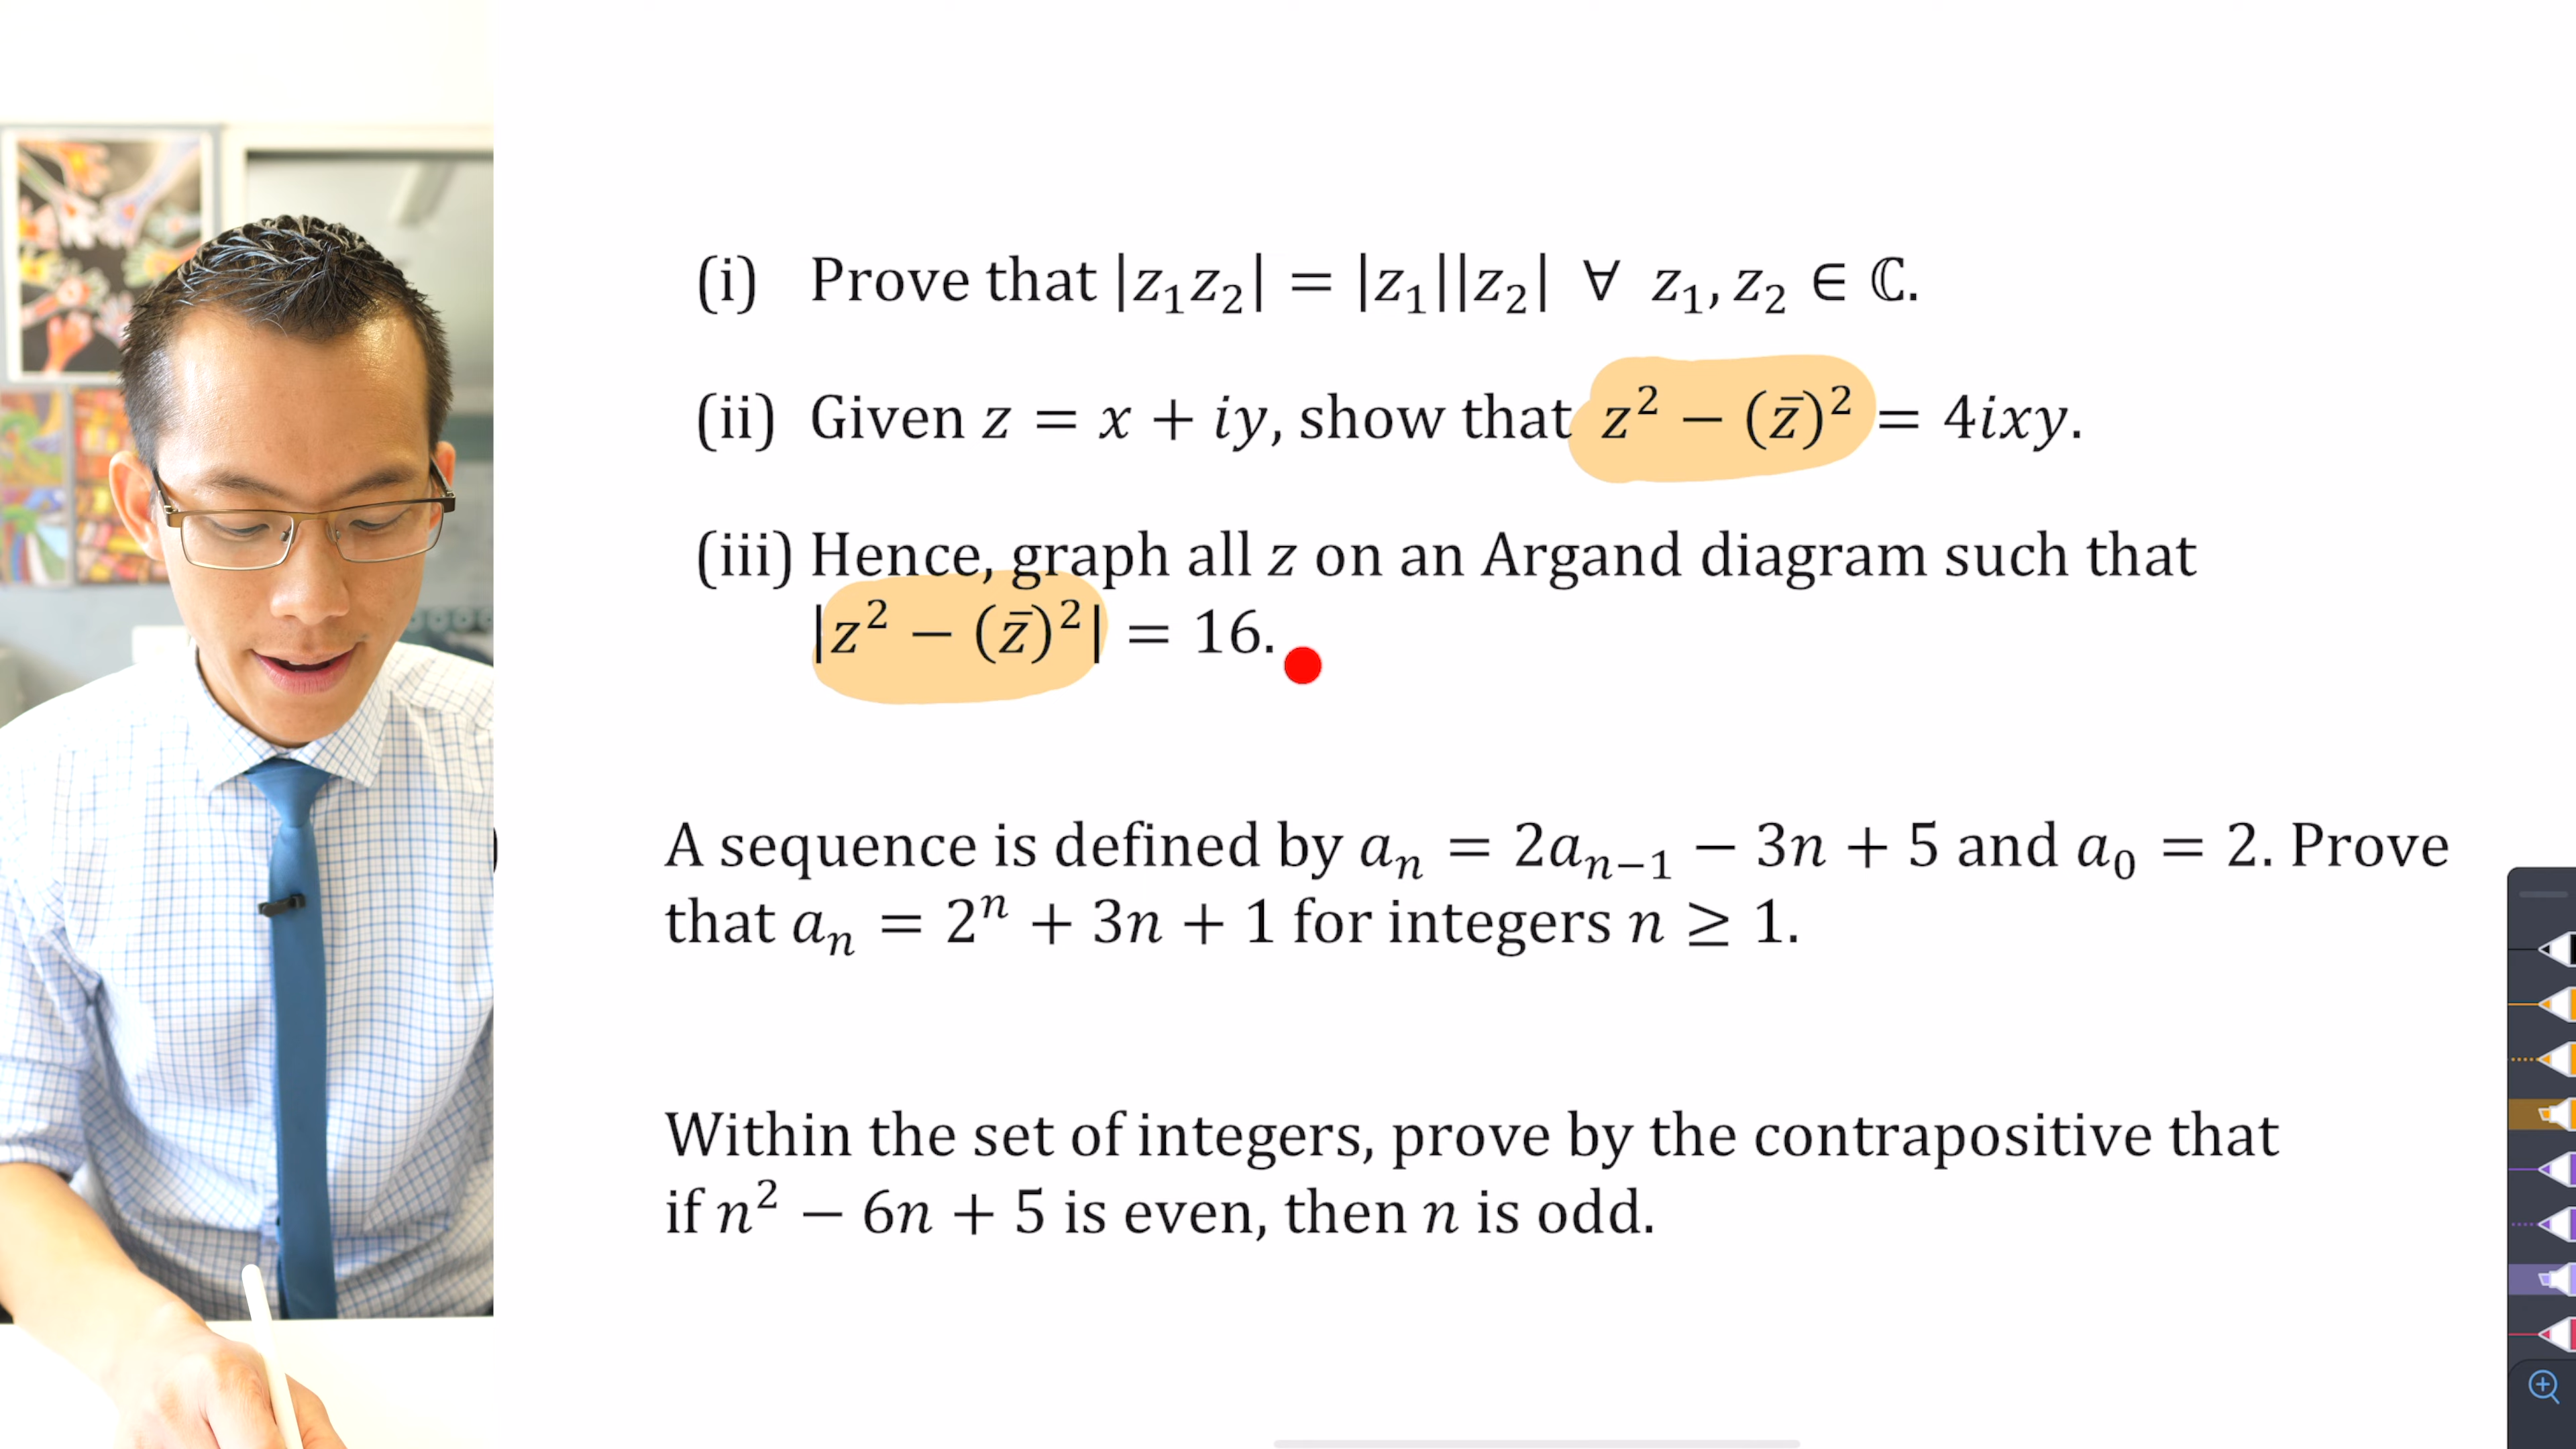 (i) Prove that |z₁z₂| = |z₁||z₂| ∀ z₁, z₂ ∈ ℂ.
(ii) Given z = x + iy, show that z² − (z̄)² = 4ixy.
(iii) Hence, graph all z on an Argand diagram such that
|z² − (z̄)²| = 16.
A sequence is defined by aₙ = 2aₙ₋₁ − 3n + 5 and a₀ = 2. Prove
that aₙ = 2ⁿ + 3n + 1 for integers n ≥ 1.
Within the set of integers, prove by the contrapositive that
if n² − 6n + 5 is even, then n is odd.